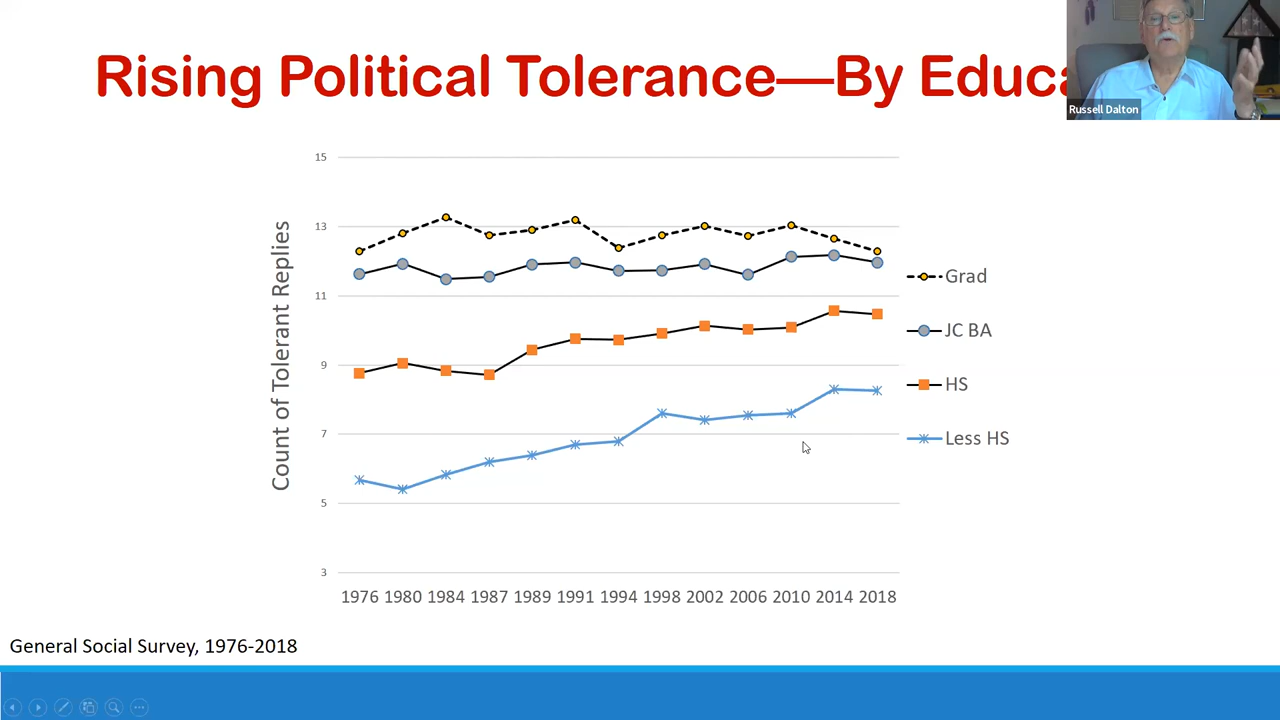 Rising Political Tolerance—By Educa
Russell Dalton
15
13
11
9
7
5
3
Count of Tolerant Replies
1976 1980 1984 1987 1989 1991 1994 1998 2002 2006 2010 2014 2018
Grad
JC BA
HS
Less HS
General Social Survey, 1976-2018